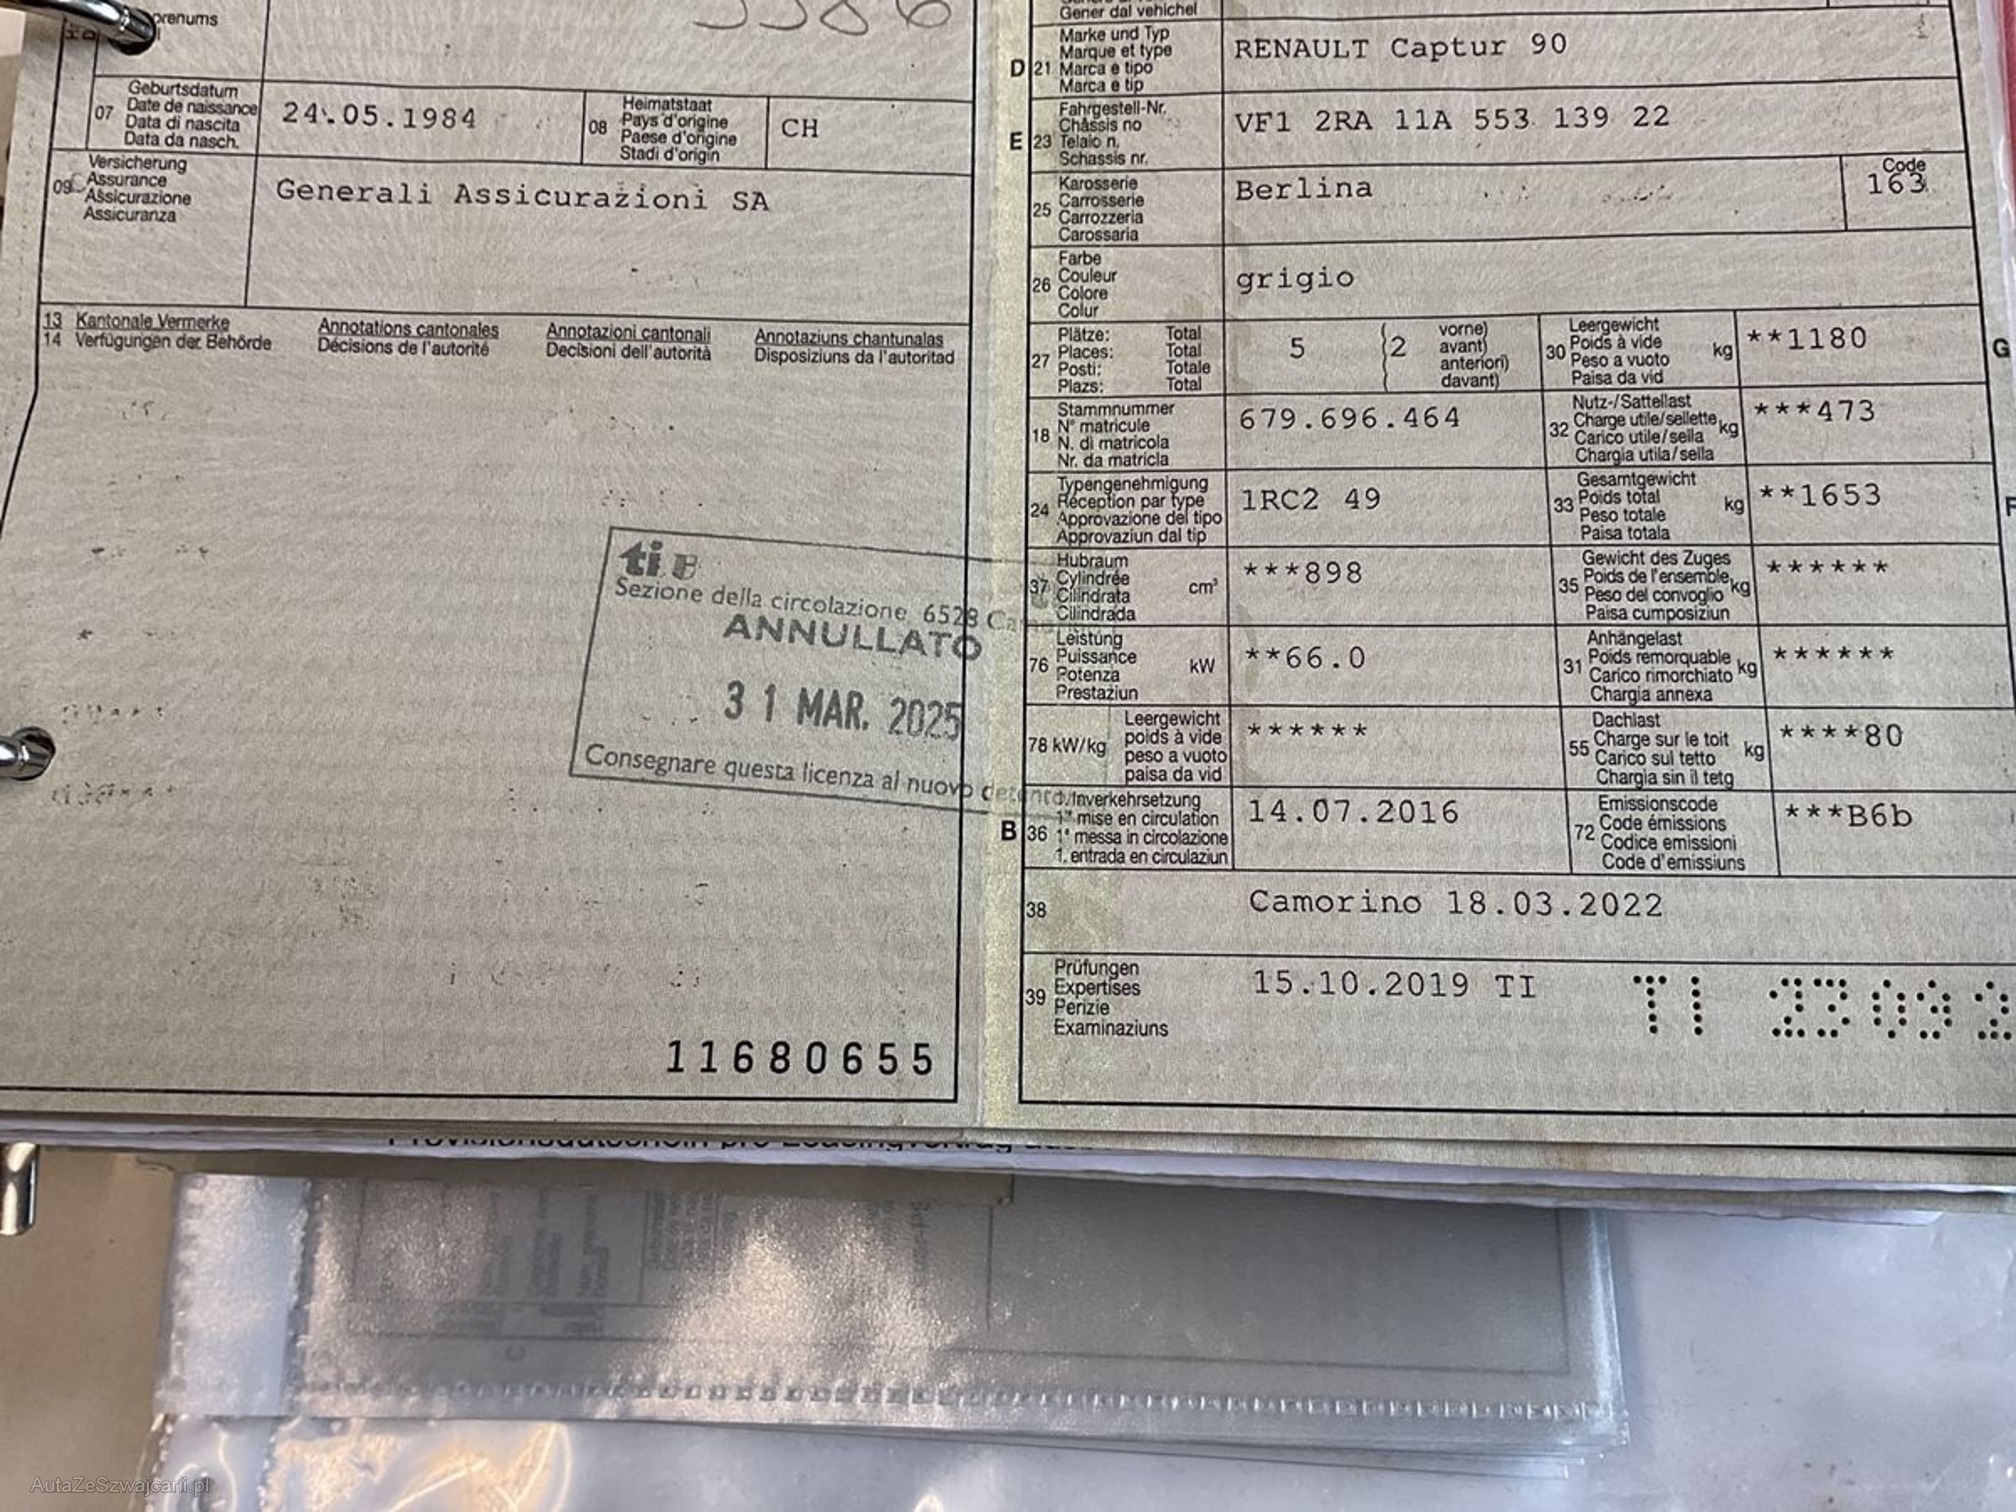 prenums
5586
Geburtsdatum
07 Date de naissance
Data di nascita
Data da nasch.
24.05.1984
08 Heimatstaat
Pays d'origine
Paese d'origine
Stadi d'origin
CH
09 Versicherung
Assurance
Assicurazione
Assicuranza
Generali Assicurazioni SA
13 Kantonale Vermerke Annotations cantonales Annotazioni cantonali Annotaziuns chantunalas
14 Verfügungen der Behörde Décisions de l'autorité Decisioni dell'autorità Disposiziuns da l'autoritad
ti
Sezione della circolazione 6528 Ca
ANNULLATO
31 MAR. 2025
Consegnare questa licenza al nuovo detento
11680655
Gener dal vehichel
D 21 Marke und Typ
Marque et type
Marca e tipo
Marca e tip
RENAULT Captur 90
E 23 Fahrgestell-Nr.
Châssis no
Telaio n.
Schassis nr.
VF1 2RA 11A 553 139 22
25 Karosserie
Carrosserie
Carrozzeria
Carossaria
Berlina
Code
163
26 Farbe
Couleur
Colore
Colur
grigio
27 Plätze: Total
Places: Total
Posti: Totale
Plazs: Total
5 (2 vorne)
avant)
anteriori)
davant)
30 Leergewicht
Poids à vide
Peso a vuoto kg
Paisa da vid
**1180
G
18 Stammnummer
N° matricule
N. di matricola
Nr. da matricla
679.696.464
32 Nutz-/Sattellast
Charge utile/sellette kg
Carico utile/sella
Chargia utila/sella
***473
24 Typengenehmigung
Réception par type
Approvazione del tipo
Approvaziun dal tip
1RC2 49
33 Gesamtgewicht
Poids total kg
Peso totale
Paisa totala
**1653
F
37 Hubraum
Cylindrée cm³
Cilindrata
Cilindrada
***898
35 Gewicht des Zuges
Poids de l'ensemble kg
Peso del convoglio
Paisa cumposiziun
******
76 Leistung
Puissance kW
Potenza
Prestaziun
**66.0
31 Anhängelast
Poids remorquable kg
Carico rimorchiato
Chargia annexa
******
78 kW/kg Leergewicht
poids à vide
peso a vuoto
paisa da vid
******
55 Dachlast
Charge sur le toit kg
Carico sul tetto
Chargia sin il tetg
****80
B 36 Inverkehrsetzung
1re mise en circulation
1a messa in circolazione
1. entrada en circulaziun
14.07.2016
72 Emissionscode
Code émissions
Codice emissioni
Code d'emissiuns
***B6b
38 Camorino 18.03.2022
39 Prüfungen
Expertises
Perizie
Examinaziuns
15.10.2019 TI
TI 23092
AutaZeSzwajcarii.pl